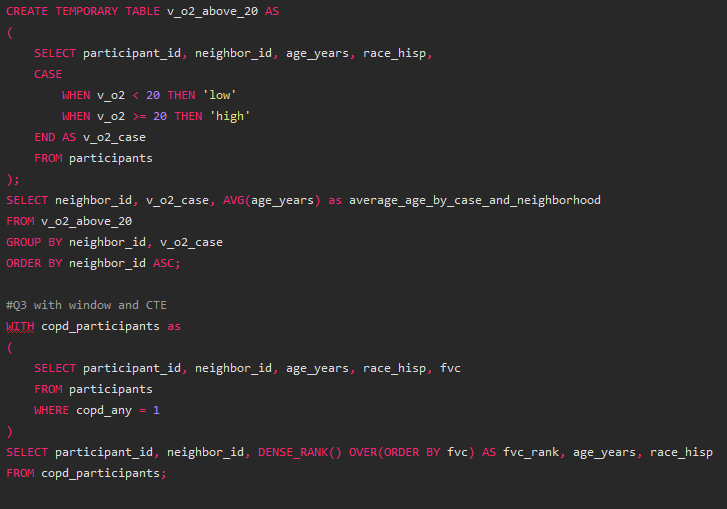 CREATE TEMPORARY TABLE v_o2_above_20 AS
(
    SELECT participant_id, neighbor_id, age_years, race_hisp,
    CASE
        WHEN v_o2 < 20 THEN 'low'
        WHEN v_o2 >= 20 THEN 'high'
    END AS v_o2_case
    FROM participants
);
SELECT neighbor_id, v_o2_case, AVG(age_years) as average_age_by_case_and_neighborhood
FROM v_o2_above_20
GROUP BY neighbor_id, v_o2_case
ORDER BY neighbor_id ASC;

#Q3 with window and CTE
WITH copd_participants as
(
    SELECT participant_id, neighbor_id, age_years, race_hisp, fvc
    FROM participants
    WHERE copd_any = 1
)
SELECT participant_id, neighbor_id, DENSE_RANK() OVER(ORDER BY fvc) AS fvc_rank, age_years, race_hisp
FROM copd_participants;